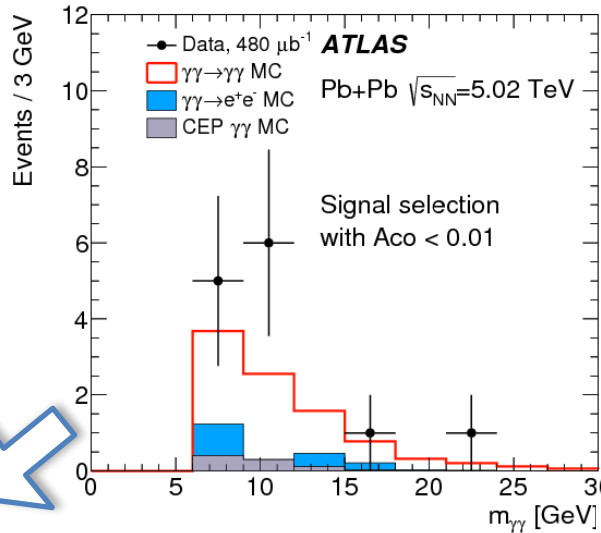 12
10
8
6
4
2
0
Events / 3 GeV
Data, 480 μb⁻¹ ATLAS
γγ→γγ MC
γγ→e⁺e⁻ MC
CEP γγ MC
Pb+Pb √sNN=5.02 TeV
Signal selection
with Aco < 0.01
0 5 10 15 20 25 30
mγγ [GeV]